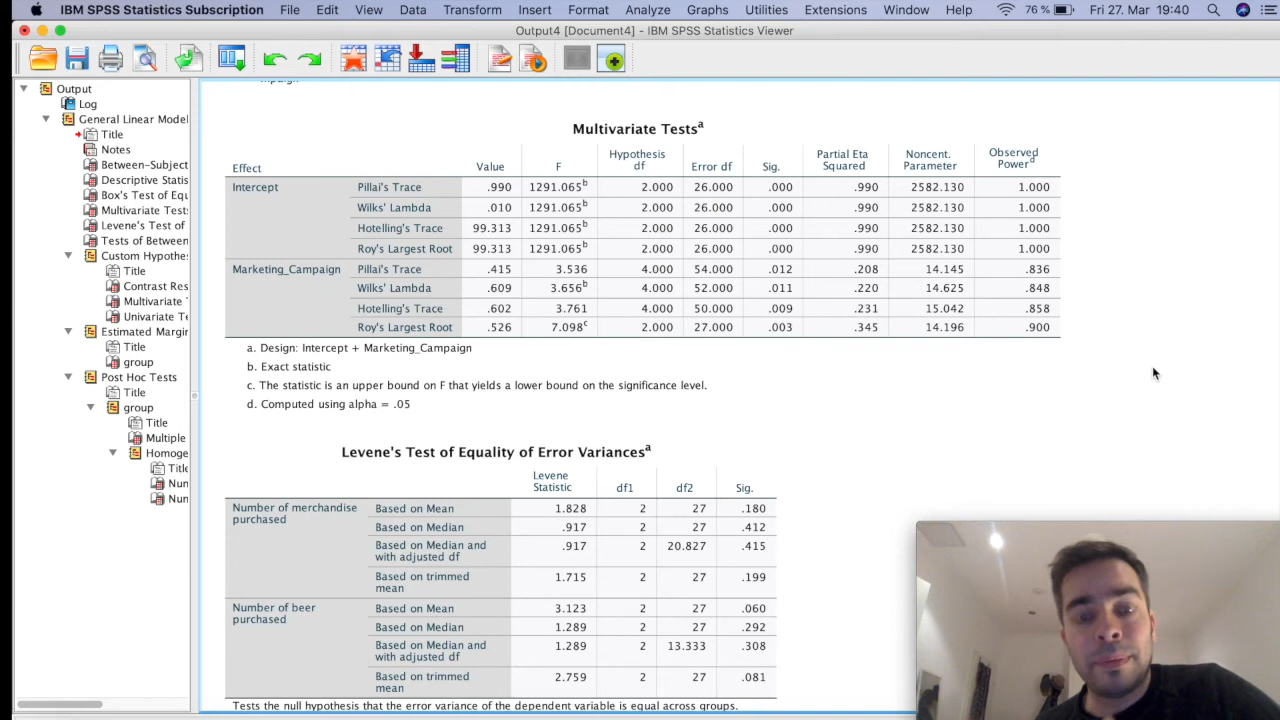 IBM SPSS Statistics Subscription File Edit View Data Transform Insert Format Analyze Graphs Utilities Extensions Window Help 76 % Fri 27. Mar 19:40
Output4 [Document4] - IBM SPSS Statistics Viewer
Output
Log
General Linear Model
Title
Notes
Between-Subject
Descriptive Statis
Box's Test of Equ
Multivariate Tests
Levene's Test of
Tests of Between
Custom Hypothes
Title
Contrast Res
Multivariate
Univariate Te
Estimated Margin
Title
group
Post Hoc Tests
Title
group
Title
Multiple
Homoge
Title
Num
Num
mpaign
Multivariate Testsa
Effect Value F Hypothesis df Error df Sig. Partial Eta Squared Noncent. Parameter Observed Powerd
Intercept Pillai's Trace .990 1291.065b 2.000 26.000 .000 .990 2582.130 1.000
Wilks' Lambda .010 1291.065b 2.000 26.000 .000 .990 2582.130 1.000
Hotelling's Trace 99.313 1291.065b 2.000 26.000 .000 .990 2582.130 1.000
Roy's Largest Root 99.313 1291.065b 2.000 26.000 .000 .990 2582.130 1.000
Marketing_Campaign Pillai's Trace .415 3.536 4.000 54.000 .012 .208 14.145 .836
Wilks' Lambda .609 3.656b 4.000 52.000 .011 .220 14.625 .848
Hotelling's Trace .602 3.761 4.000 50.000 .009 .231 15.042 .858
Roy's Largest Root .526 7.098c 2.000 27.000 .003 .345 14.196 .900
a. Design: Intercept + Marketing_Campaign
b. Exact statistic
c. The statistic is an upper bound on F that yields a lower bound on the significance level.
d. Computed using alpha = .05
Levene's Test of Equality of Error Variancesa
Levene Statistic df1 df2 Sig.
Number of merchandise purchased Based on Mean 1.828 2 27 .180
Based on Median .917 2 27 .412
Based on Median and with adjusted df .917 2 20.827 .415
Based on trimmed mean 1.715 2 27 .199
Number of beer purchased Based on Mean 3.123 2 27 .060
Based on Median 1.289 2 27 .292
Based on Median and with adjusted df 1.289 2 13.333 .308
Based on trimmed mean 2.759 2 27 .081
Tests the null hypothesis that the error variance of the dependent variable is equal across groups.